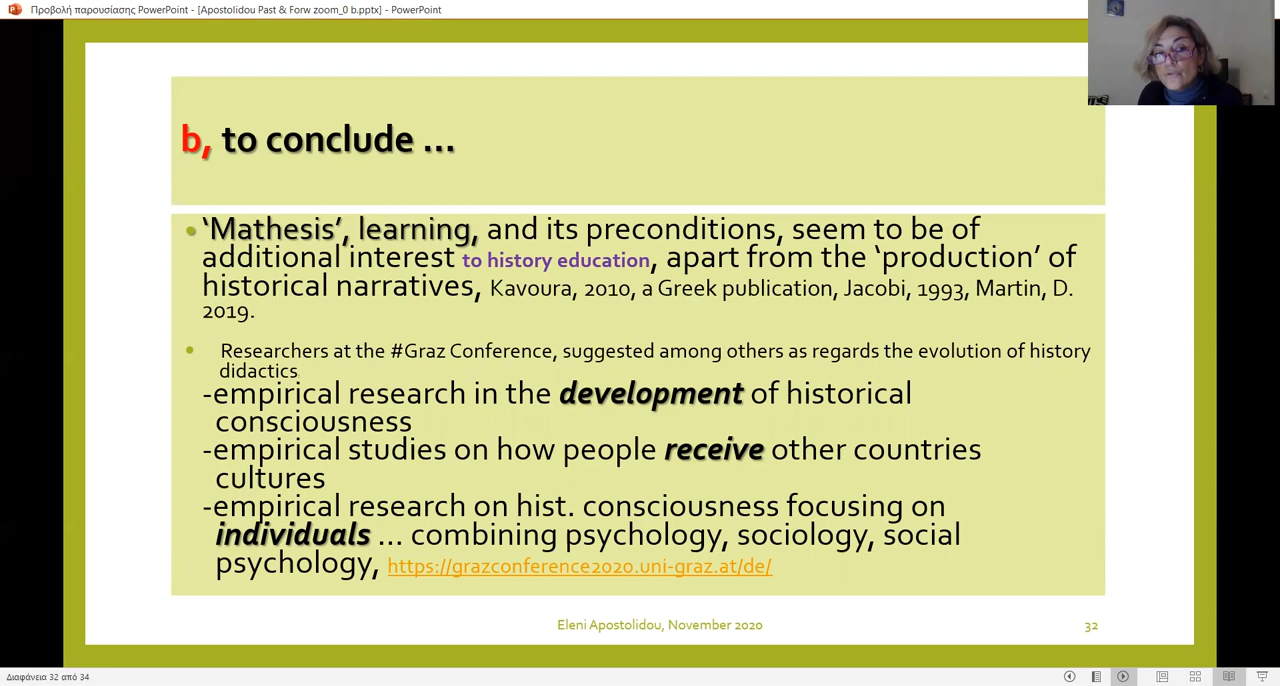 Προβολή παρουσίασης PowerPoint - [Apostolidou Past & Forw zoom_0 b.pptx] - PowerPoint
b, to conclude ...
• ‘Mathesis’, learning, and its preconditions, seem to be of
additional interest to history education, apart from the ‘production’ of
historical narratives, Kavoura, 2010, a Greek publication, Jacobi, 1993, Martin, D.
2019.
• Researchers at the #Graz Conference, suggested among others as regards the evolution of history
didactics
-empirical research in the development of historical
consciousness
-empirical studies on how people receive other countries
cultures
-empirical research on hist. consciousness focusing on
individuals ... combining psychology, sociology, social
psychology, https://grazconference2020.uni-graz.at/de/
Eleni Apostolidou, November 2020
32
Διαφάνεια 32 από 34